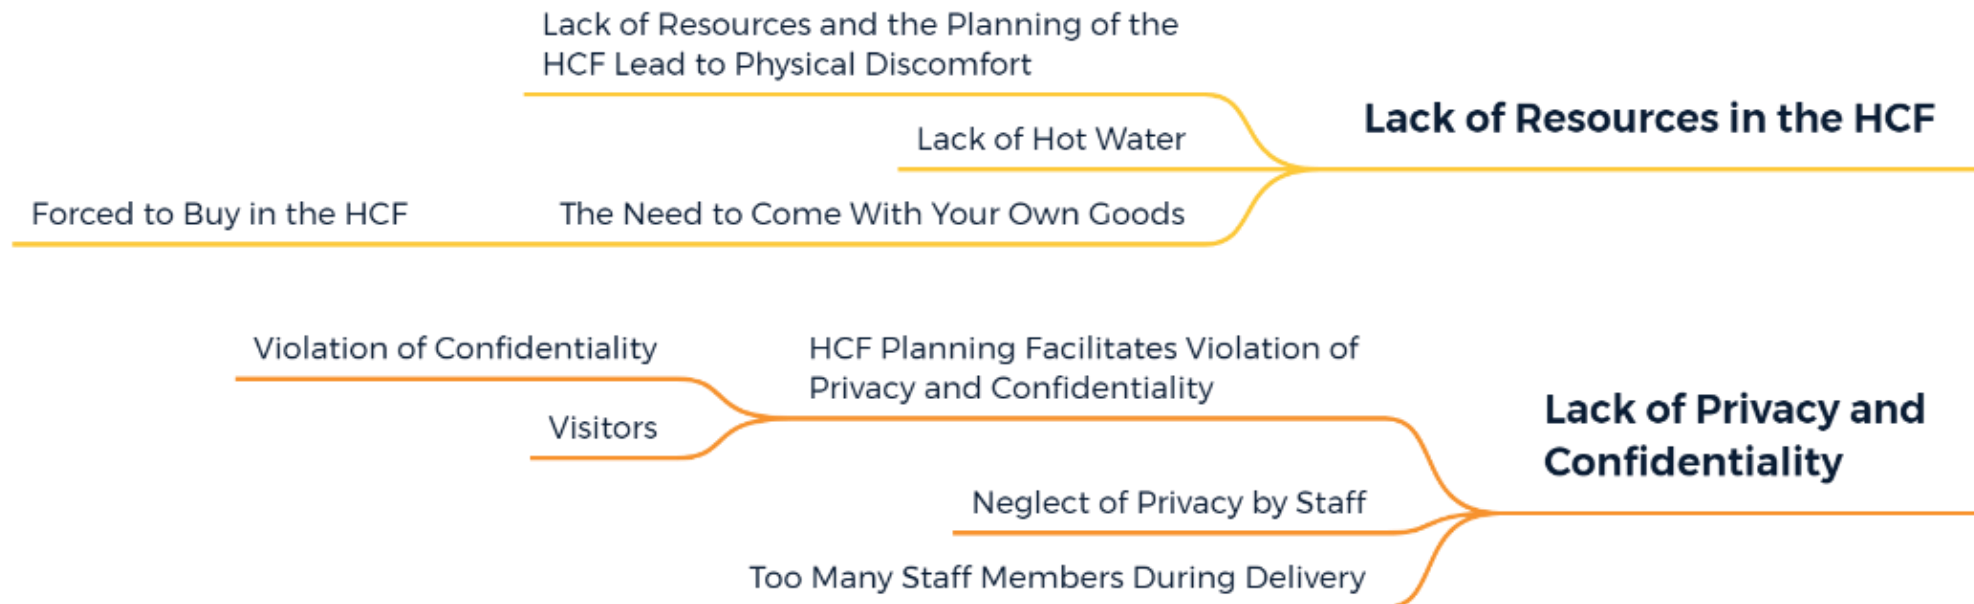 Lack of Resources and the Planning of the
HCF Lead to Physical Discomfort
Lack of Resources in the HCF
Lack of Hot Water
Forced to Buy in the HCF
The Need to Come With Your Own Goods
Violation of Confidentiality
HCF Planning Facilitates Violation of
Privacy and Confidentiality
Visitors
Lack of Privacy and
Confidentiality
Neglect of Privacy by Staff
Too Many Staff Members During Delivery